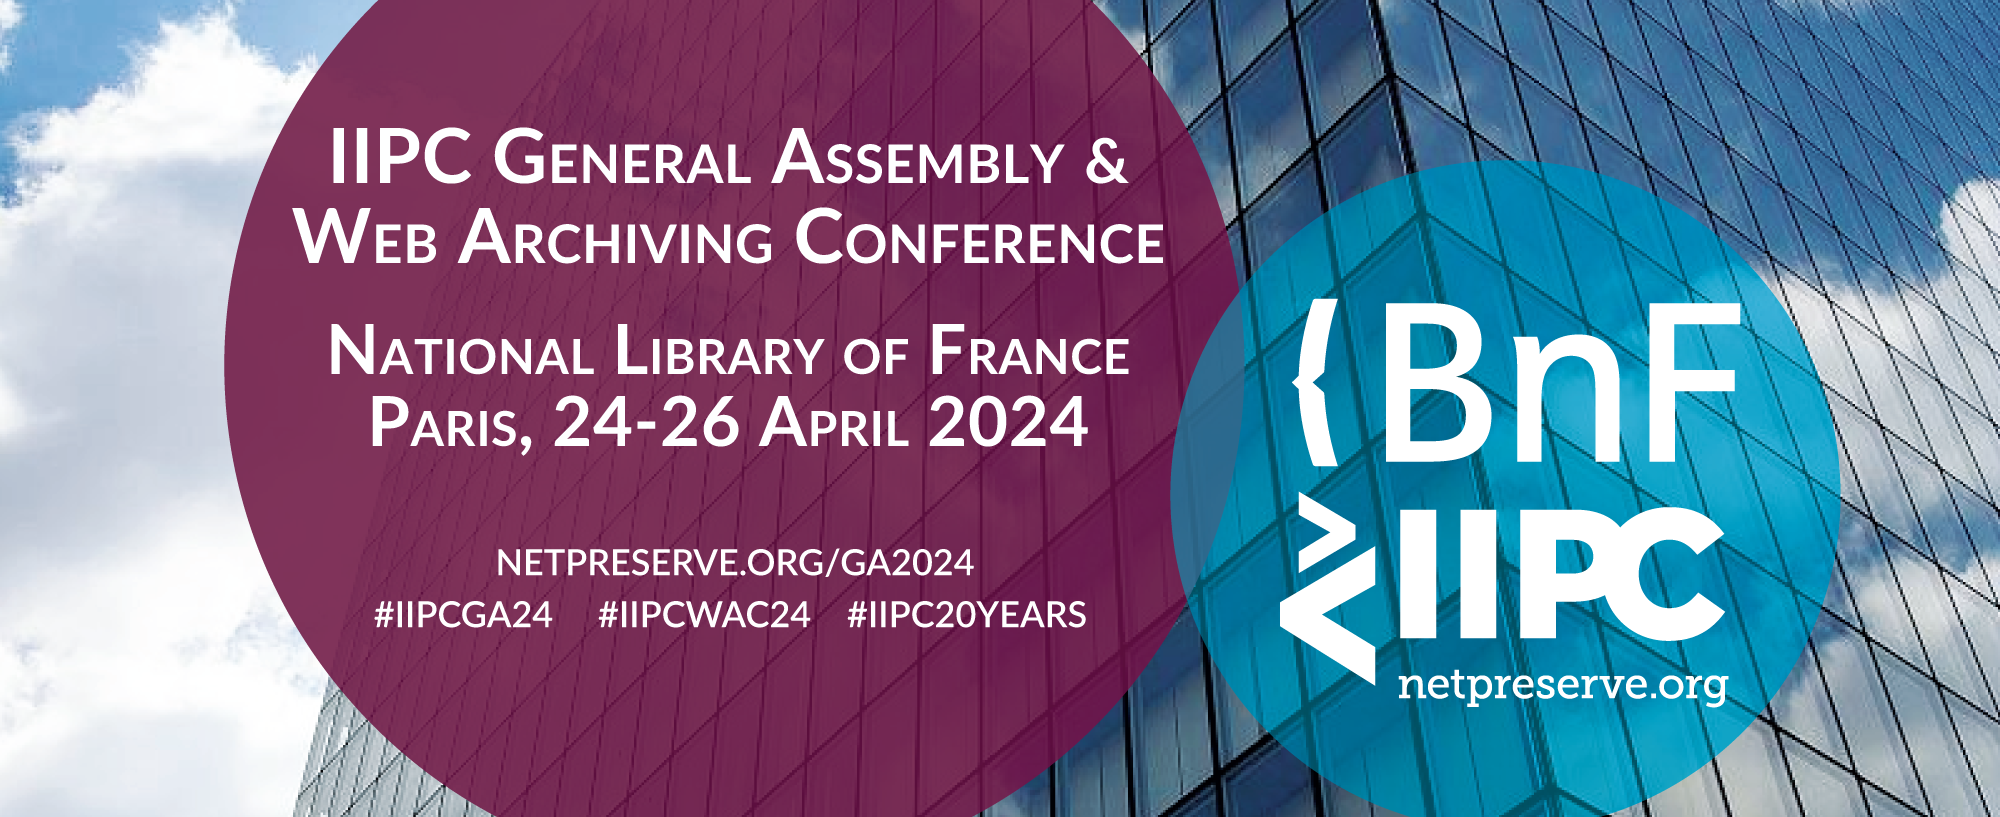 IIPC General Assembly &
Web Archiving Conference
National Library of France
Paris, 24-26 April 2024
NETPRESERVE.ORG/GA2024
#IIPCGA24 #IIPCWAC24 #IIPC20YEARS
BnF
IIPC
netpreserve.org